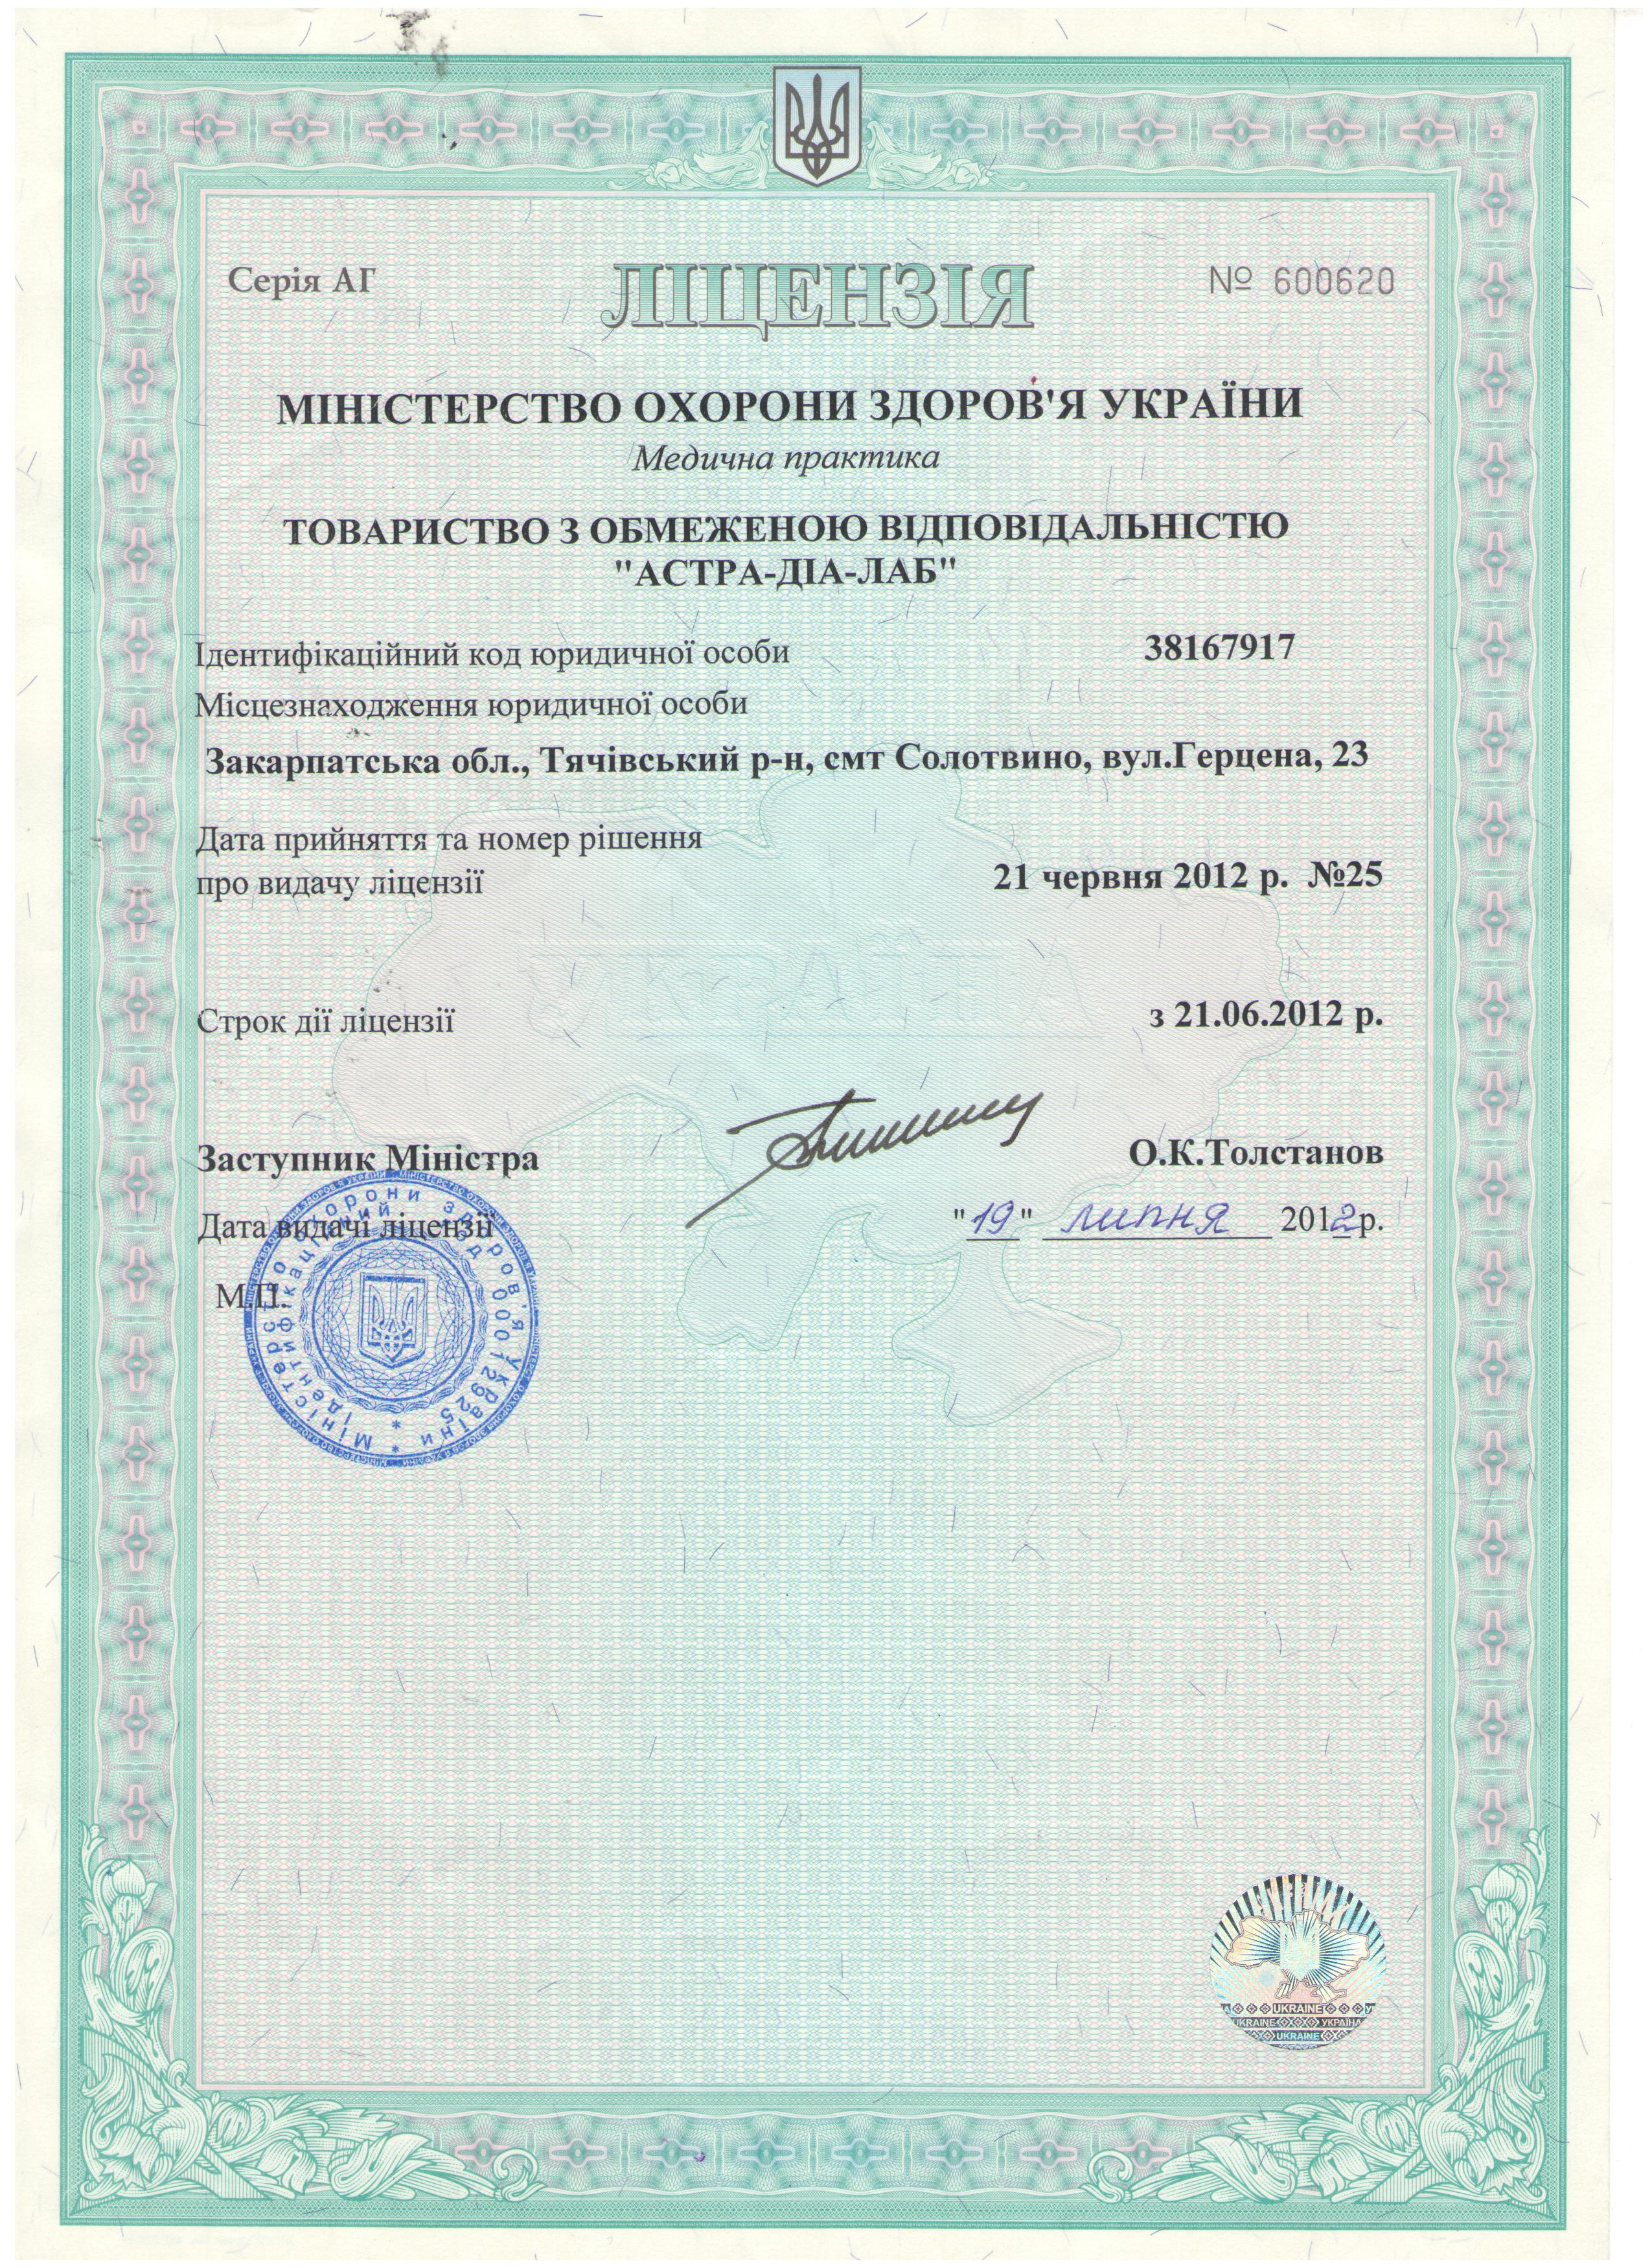 Серія АГ
ЛІЦЕНЗІЯ
№ 600620
МІНІСТЕРСТВО ОХОРОНИ ЗДОРОВ'Я УКРАЇНИ
Медична практика
ТОВАРИСТВО З ОБМЕЖЕНОЮ ВІДПОВІДАЛЬНІСТЮ
"АСТРА-ДІА-ЛАБ"
Ідентифікаційний код юридичної особи 38167917
Місцезнаходження юридичної особи
Закарпатська обл., Тячівський р-н, смт Солотвино, вул.Герцена, 23
Дата прийняття та номер рішення
про видачу ліцензії 21 червня 2012 р. №25
УКРАЇНА
Строк дії ліцензії з 21.06.2012 р.
Заступник Міністра О.К.Толстанов
Дата видачі ліцензії "19" липня 2012р.
М.П.
Міністерство охорони здоров'я України
Ідентифікаційний код 00012925
UKRAINE
UKRAINE УКРАЇНА
UKRAINE